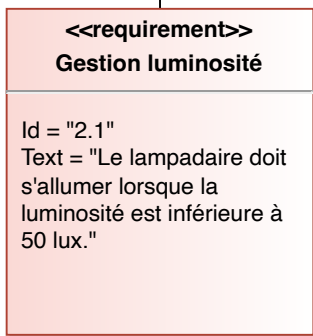 <<requirement>>
Gestion luminosité
Id = "2.1"
Text = "Le lampadaire doit
s'allumer lorsque la
luminosité est inférieure à
50 lux."